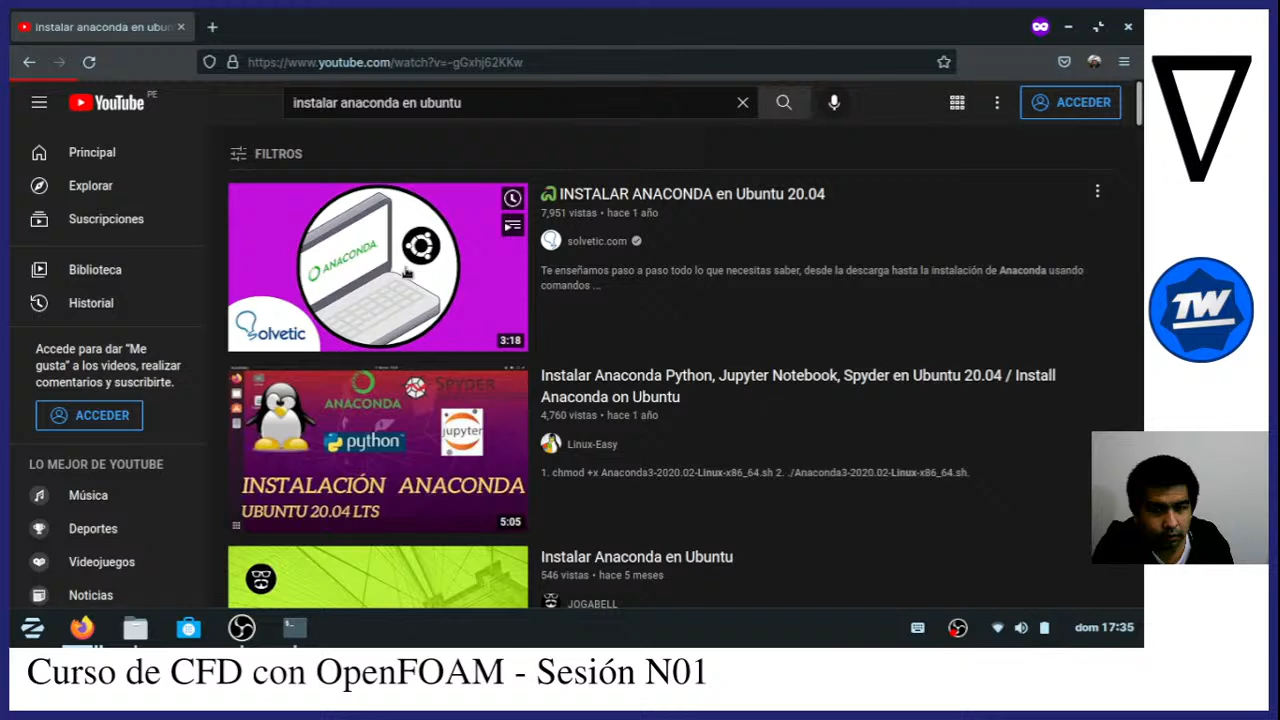 instalar anaconda en ubun
https://www.youtube.com/watch?v=-gGxhj62KKw
YouTube PE
instalar anaconda en ubuntu
ACCEDER
Principal
Explorar
Suscripciones
Biblioteca
Historial
Accede para dar “Me
gusta” a los videos, realizar
comentarios y suscribirte.
ACCEDER
LO MEJOR DE YOUTUBE
Música
Deportes
Videojuegos
Noticias
FILTROS
ANACONDA
Solvetic
3:18
INSTALAR ANACONDA en Ubuntu 20.04
7,951 vistas • hace 1 año
solvetic.com
Te enseñamos paso a paso todo lo que necesitas saber, desde la descarga hasta la instalación de Anaconda usando
comandos ...
ANACONDA
SPYDER
python
jupyter
INSTALACIÓN ANACONDA
UBUNTU 20.04 LTS
5:05
Instalar Anaconda Python, Jupyter Notebook, Spyder en Ubuntu 20.04 / Install
Anaconda on Ubuntu
4,760 vistas • hace 1 año
Linux-Easy
1. chmod +x Anaconda3-2020.02-Linux-x86_64.sh 2. ./Anaconda3-2020.02-Linux-x86_64.sh.
Instalar Anaconda en Ubuntu
546 vistas • hace 5 meses
JOGABELL
dom 17:35
TW
Curso de CFD con OpenFOAM - Sesión N01